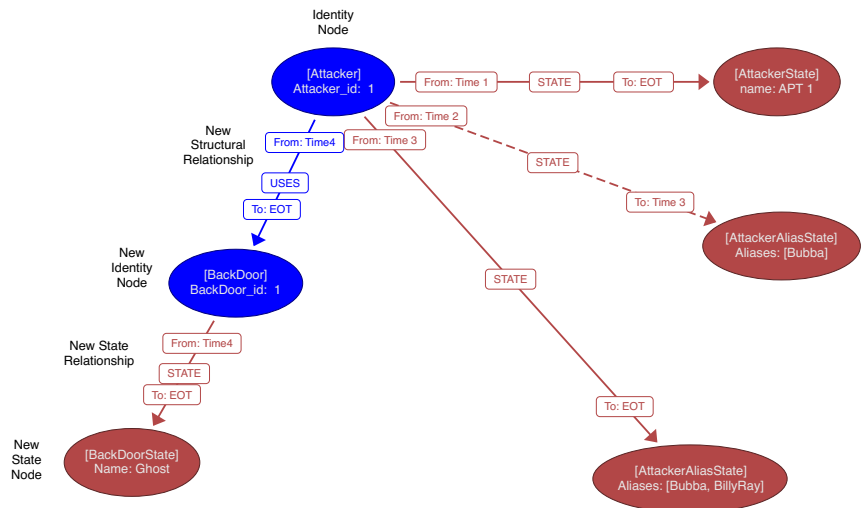 Identity
Node
[Attacker]
Attacker_id:  1
From: Time 1
STATE
To: EOT
[AttackerState]
name: APT 1
From: Time 2
STATE
To: Time 3
[AttackerAliasState]
Aliases: [Bubba]
New
Structural
Relationship
From: Time4
USES
To: EOT
From: Time 3
STATE
To: EOT
[AttackerAliasState]
Aliases: [Bubba, BillyRay]
New
Identity
Node
[BackDoor]
BackDoor_id:  1
New State
Relationship
From: Time4
STATE
To: EOT
New
State
Node
[BackDoorState]
Name: Ghost